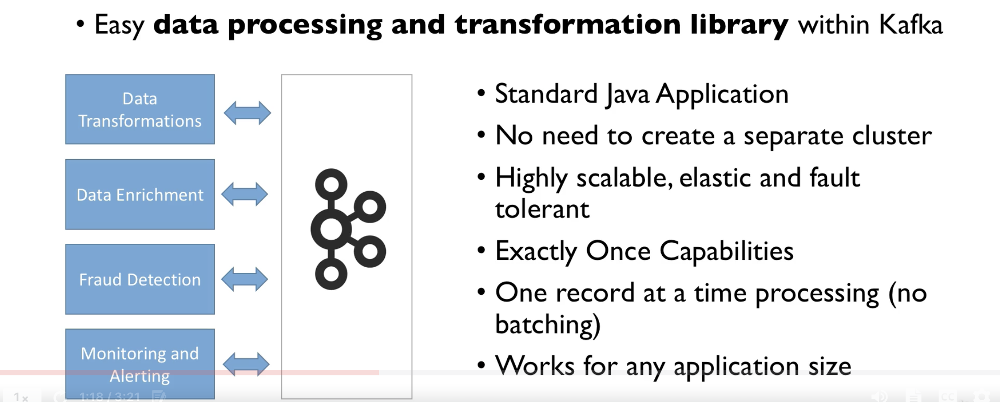 • Easy data processing and transformation library within Kafka
Data
Transformations
Data Enrichment
Fraud Detection
Monitoring and
Alerting
• Standard Java Application
• No need to create a separate cluster
• Highly scalable, elastic and fault
tolerant
• Exactly Once Capabilities
• One record at a time processing (no
batching)
• Works for any application size
1x
1:18 / 3:21
CC